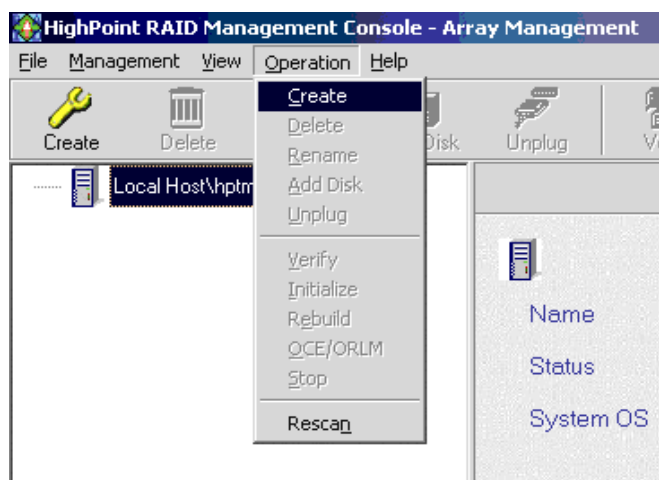 HighPoint RAID Management Console - Array Management
File Management View Operation Help
Create Delete Disk Unplug
Create
Delete
Rename
Add Disk
Unplug
Verify
Initialize
Rebuild
OCE/ORLM
Stop
Rescan
Local Host\hptm
Name
Status
System OS